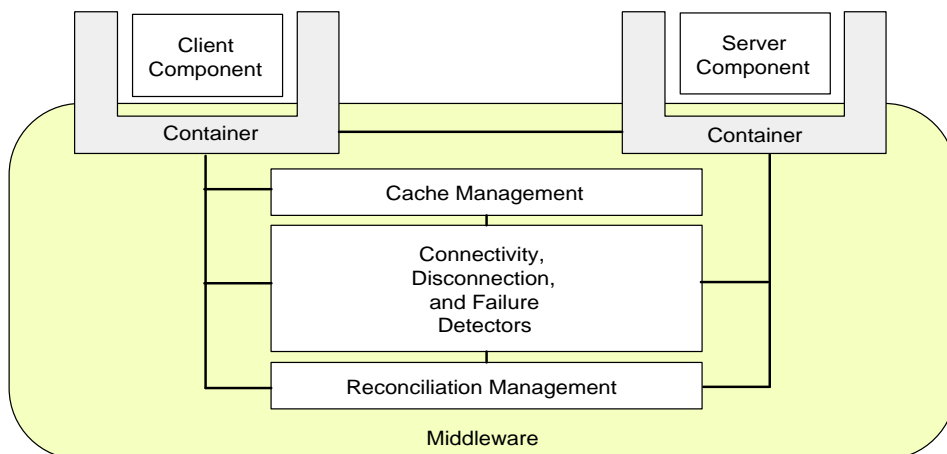 Client
Component
Server
Component
Container
Container
Cache Management
Connectivity,
Disconnection,
and Failure
Detectors
Reconciliation Management
Middleware